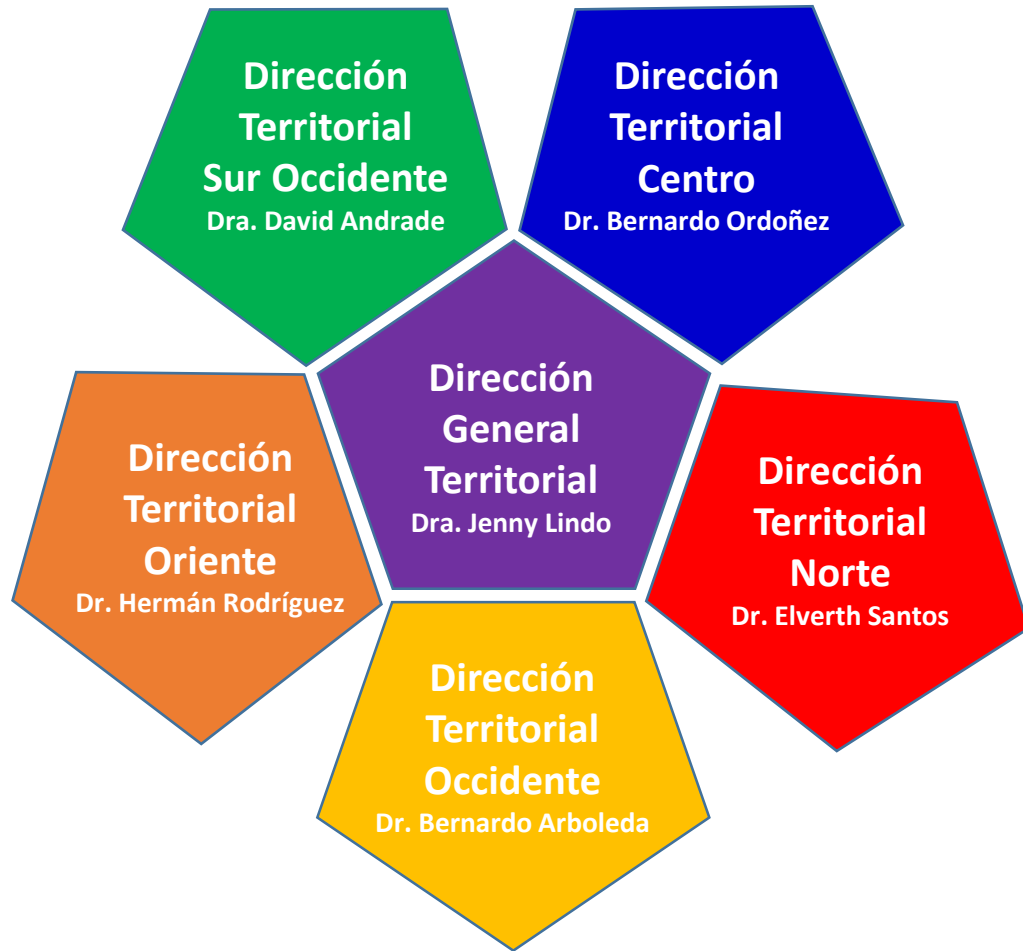 Dirección
Territorial
Sur Occidente
Dra. David Andrade
Dirección
Territorial
Centro
Dr. Bernardo Ordoñez
Dirección
General
Territorial
Dra. Jenny Lindo
Dirección
Territorial
Oriente
Dr. Hermán Rodríguez
Dirección
Territorial
Norte
Dr. Elverth Santos
Dirección
Territorial
Occidente
Dr. Bernardo Arboleda